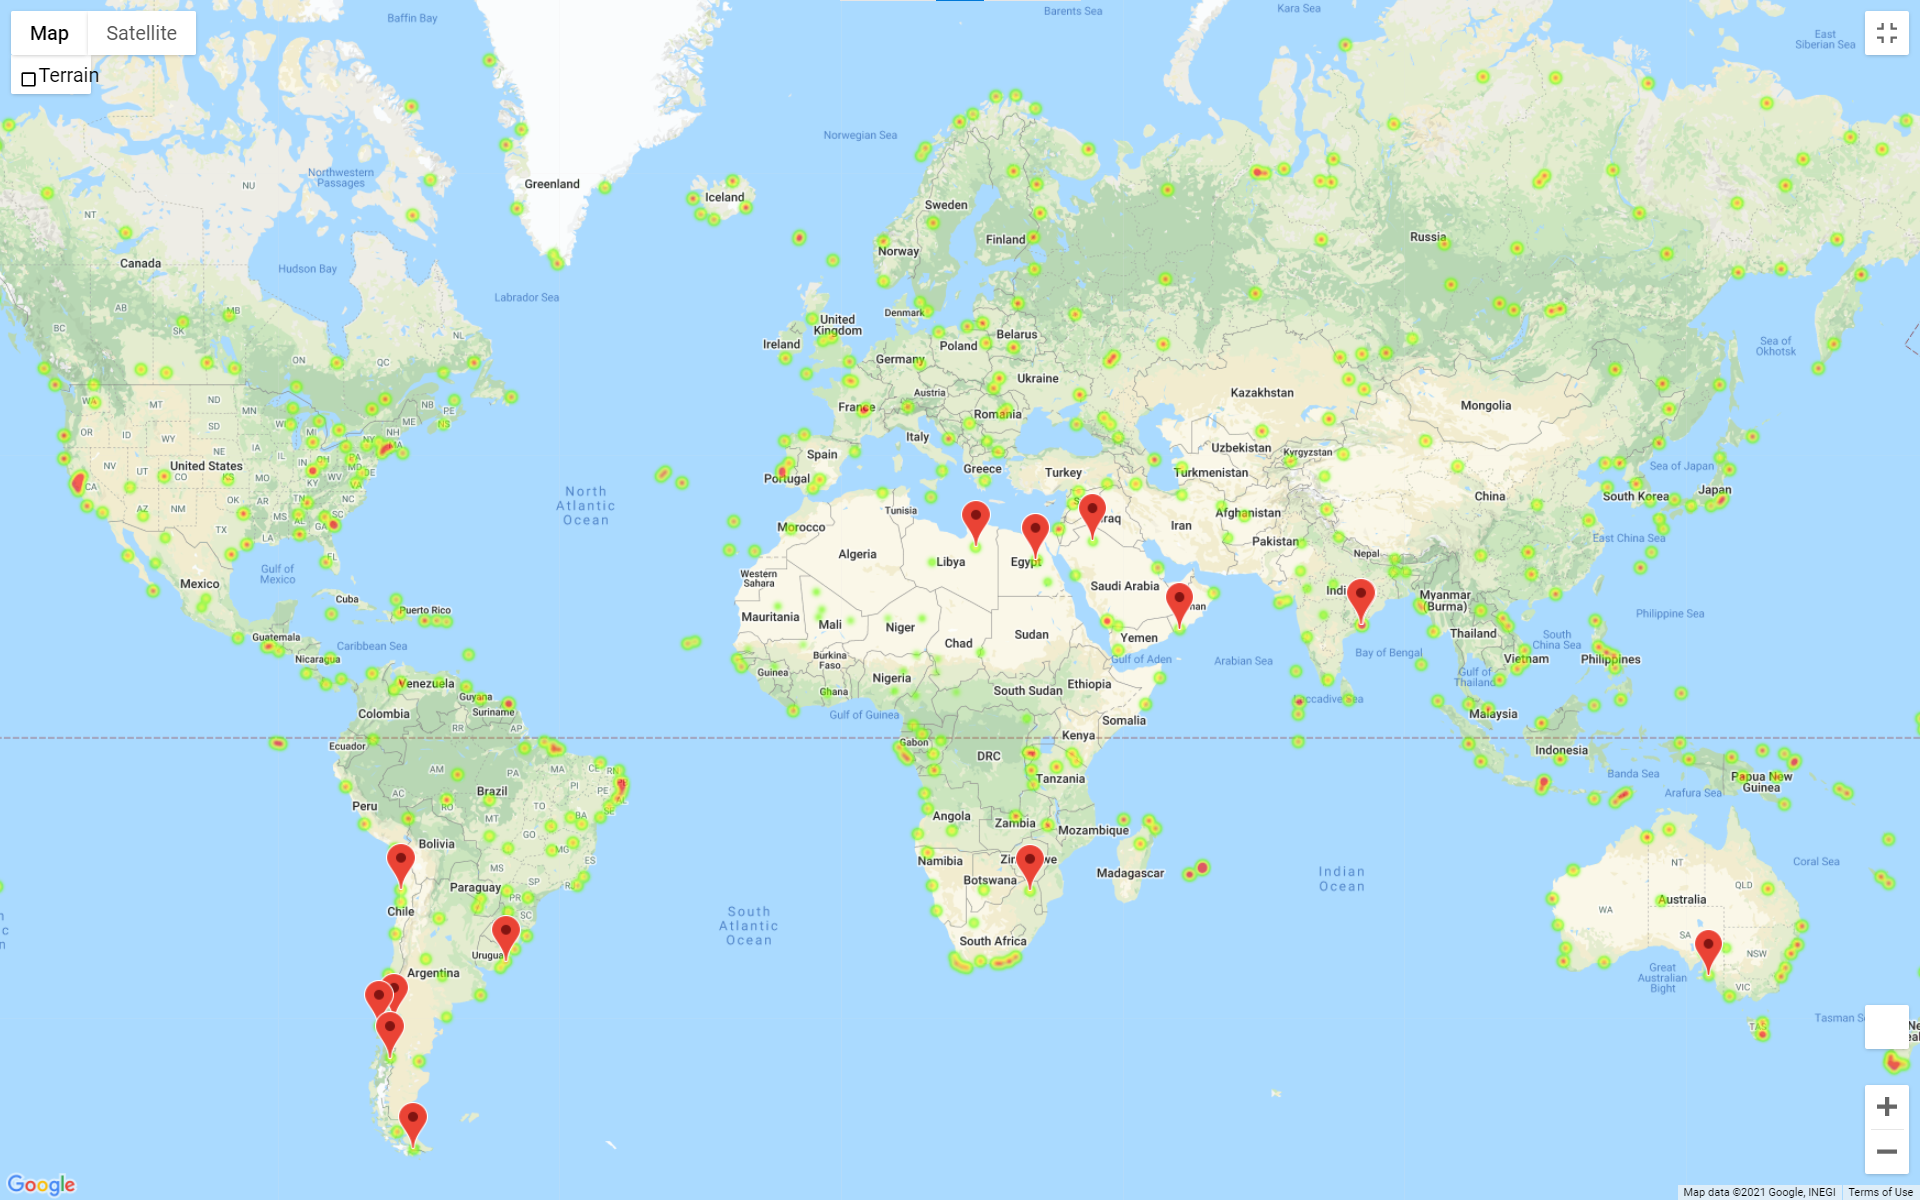 Map
Satellite
Terrain
Baffin Bay
Barents Sea
Kara Sea
East
Siberian Sea
Norwegian Sea
Northwestern
Passages
NU
Greenland
Iceland
Sweden
NT
Finland
Norway
Russia
Canada
Hudson Bay
Labrador Sea
AB
SK
MB
BC
ON
QC
NL
NB
PE
NS
Denmark
United
Kingdom
Ireland
Belarus
Poland
Germany
Ukraine
Austria
France
Romania
Italy
Spain
Portugal
Greece
Turkey
Kazakhstan
Mongolia
Sea of
Okhotsk
Uzbekistan
Kyrgyzstan
Turkmenistan
WA
MT
ND
MN
OR
ID
WY
SD
WI
MI
NY
NH
MA
NV
UT
United States
CO
NE
IA
IL
IN
OH
PA
MD
DE
CA
KS
MO
KY
WV
VA
AZ
NM
OK
AR
TN
NC
TX
MS
AL
GA
SC
LA
FL
North
Atlantic
Ocean
Sea of Japan
South Korea
Japan
China
East China Sea
Afghanistan
Iran
Pakistan
Nepal
Tunisia
Morocco
Algeria
Libya
Egypt
Western
Sahara
Saudi Arabia
Mexico
Gulf of
Mexico
Cuba
Puerto Rico
Guatemala
Caribbean Sea
Nicaragua
Mauritania
Mali
Niger
Chad
Sudan
Yemen
Gulf of Aden
Arabian Sea
Bay of Bengal
Myanmar
(Burma)
Thailand
South
China Sea
Philippine Sea
Gulf of
Thailand
Vietnam
Philippines
Burkina
Faso
Guinea
Ghana
Nigeria
South Sudan
Ethiopia
Gulf of Guinea
Somalia
Laccadive Sea
Malaysia
Venezuela
Guyana
Suriname
Colombia
RR
AP
Ecuador
Gabon
DRC
Kenya
Tanzania
Indonesia
Banda Sea
Papua New
Guinea
Arafura Sea
AM
PA
MA
CE
RN
PI
PE
AL
Peru
AC
Brazil
TO
SE
BA
MT
GO
Bolivia
MG
ES
MS
SP
RJ
Paraguay
PR
SC
Chile
Argentina
Angola
Zambia
Mozambique
Namibia
Botswana
Madagascar
South Africa
South
Atlantic
Ocean
Indian
Ocean
Coral Sea
NT
QLD
Australia
WA
SA
NSW
Great
Australian
Bight
VIC
TAS
Google
Map data ©2021 Google, INEGI
Terms of Use